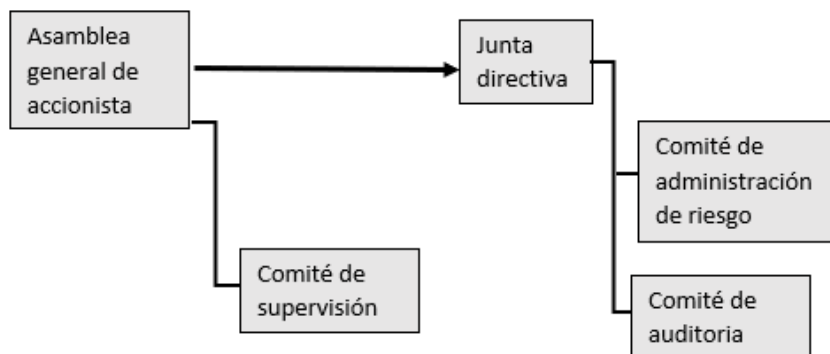 Asamblea
general de
accionista
Junta
directiva
Comité de
administración
de riesgo
Comité de
supervisión
Comité de
auditoria